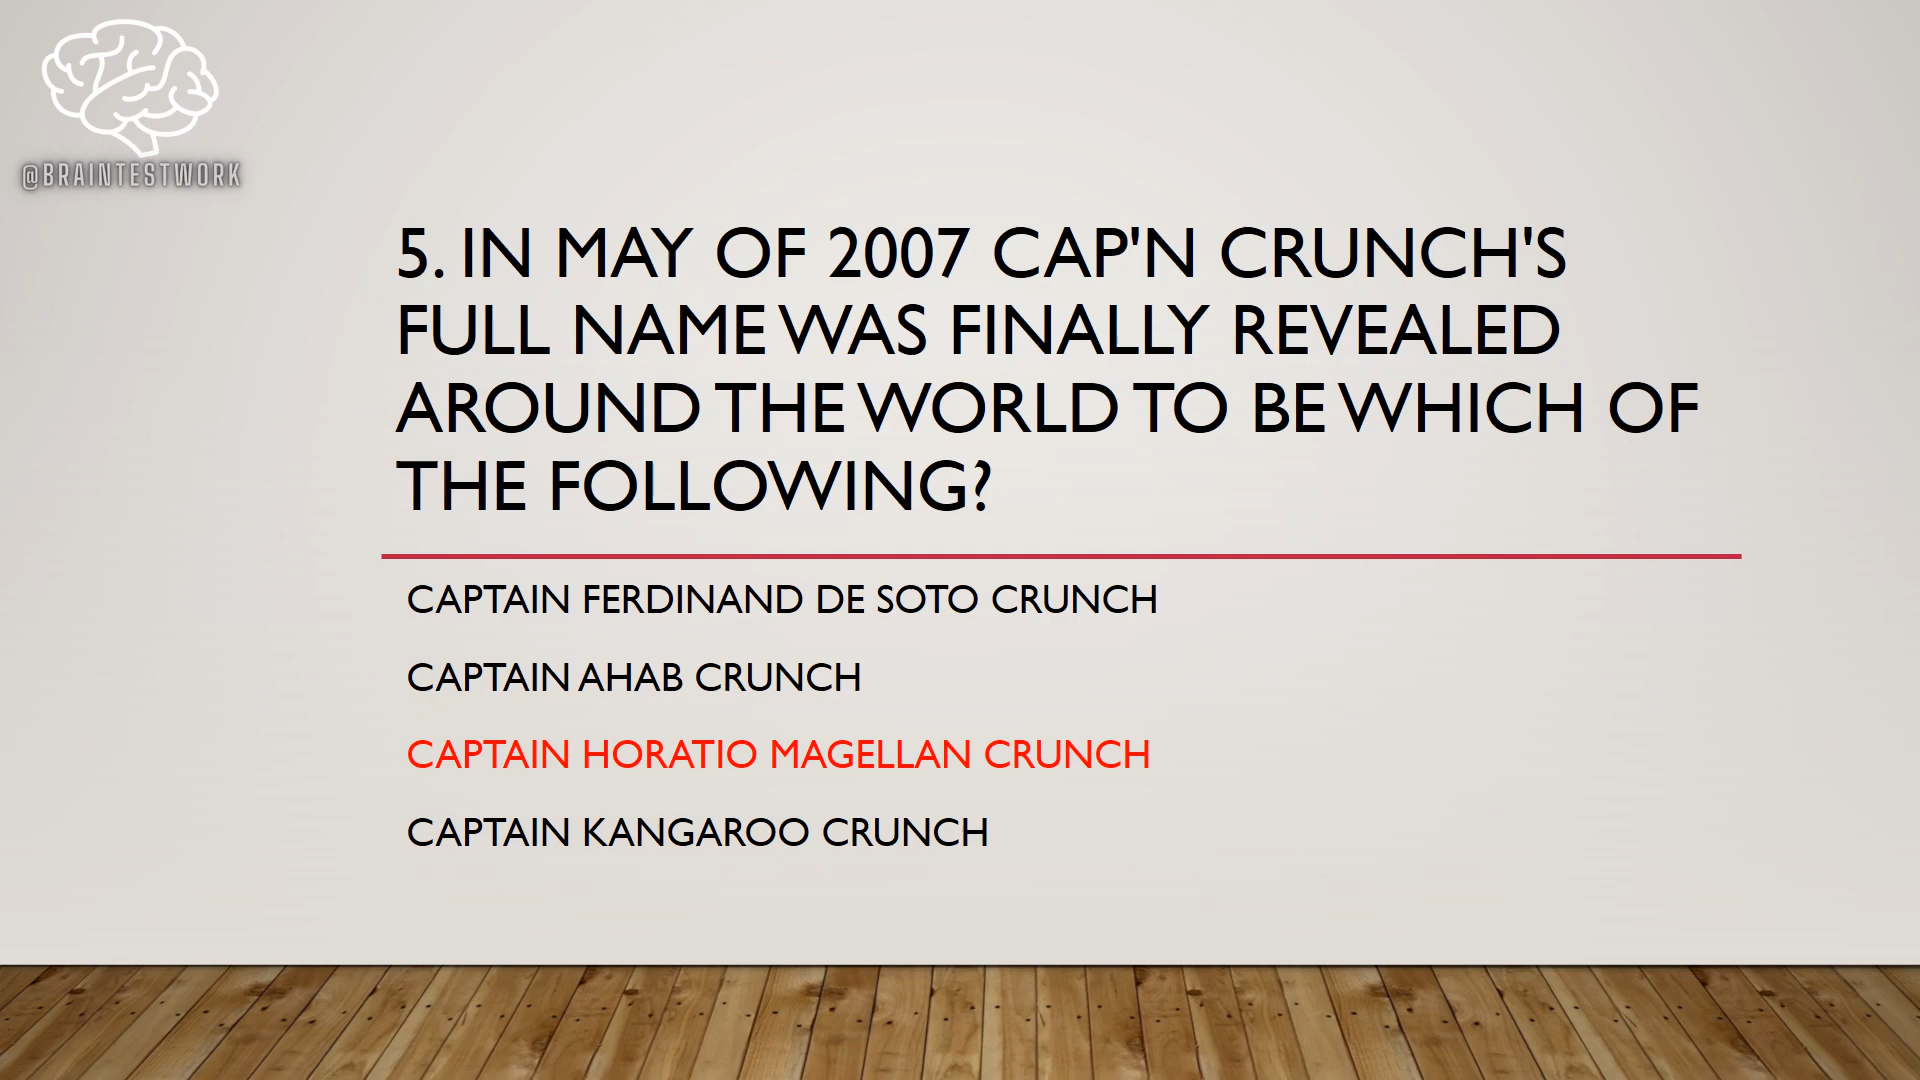 @BRAINTESTWORK
5. IN MAY OF 2007 CAP'N CRUNCH'S
FULL NAME WAS FINALLY REVEALED
AROUND THE WORLD TO BE WHICH OF
THE FOLLOWING?
CAPTAIN FERDINAND DE SOTO CRUNCH
CAPTAIN AHAB CRUNCH
CAPTAIN HORATIO MAGELLAN CRUNCH
CAPTAIN KANGAROO CRUNCH